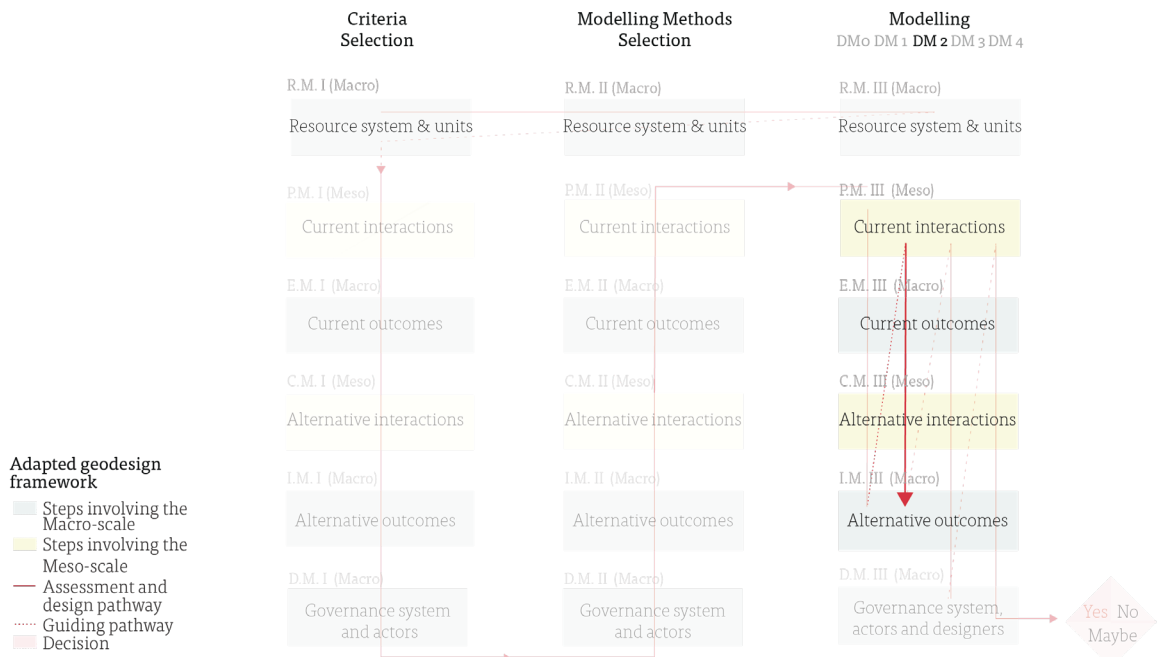 Criteria
Selection
Modelling Methods
Selection
Modelling
DM0 DM 1 DM 2 DM 3 DM 4
R.M. I (Macro)
R.M. II (Macro)
R.M. III (Macro)
Resource system & units
Resource system & units
Resource system & units
P.M. I (Meso)
P.M. II (Meso)
P.M. III (Meso)
Current interactions
Current interactions
Current interactions
E.M. I (Macro)
E.M. II (Macro)
E.M. III (Macro)
Current outcomes
Current outcomes
Current outcomes
C.M. I (Meso)
C.M. II (Meso)
C.M. III (Meso)
Alternative interactions
Alternative interactions
Alternative interactions
I.M. I (Macro)
I.M. II (Macro)
I.M. III (Macro)
Alternative outcomes
Alternative outcomes
Alternative outcomes
D.M. I (Macro)
D.M. II (Macro)
D.M. III (Macro)
Governance system
and actors
Governance system
and actors
Governance system,
actors and designers
Yes No
Maybe
Adapted geodesign
framework
Steps involving the
Macro-scale
Steps involving the
Meso-scale
Assessment and
design pathway
Guiding pathway
Decision